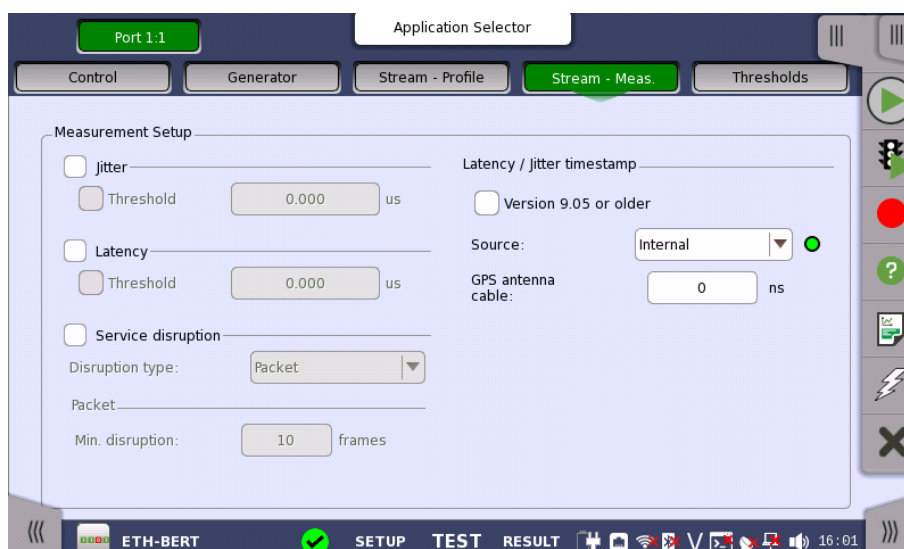 Port 1:1
Application Selector
Control
Generator
Stream - Profile
Stream - Meas.
Thresholds
Measurement Setup
Jitter
Threshold
0.000
us
Latency
Threshold
0.000
us
Service disruption
Disruption type:
Packet
Packet
Min. disruption:
10
frames
Latency / Jitter timestamp
Version 9.05 or older
Source:
Internal
GPS antenna
cable:
0
ns
ETH-BERT
SETUP
TEST
RESULT
16:01